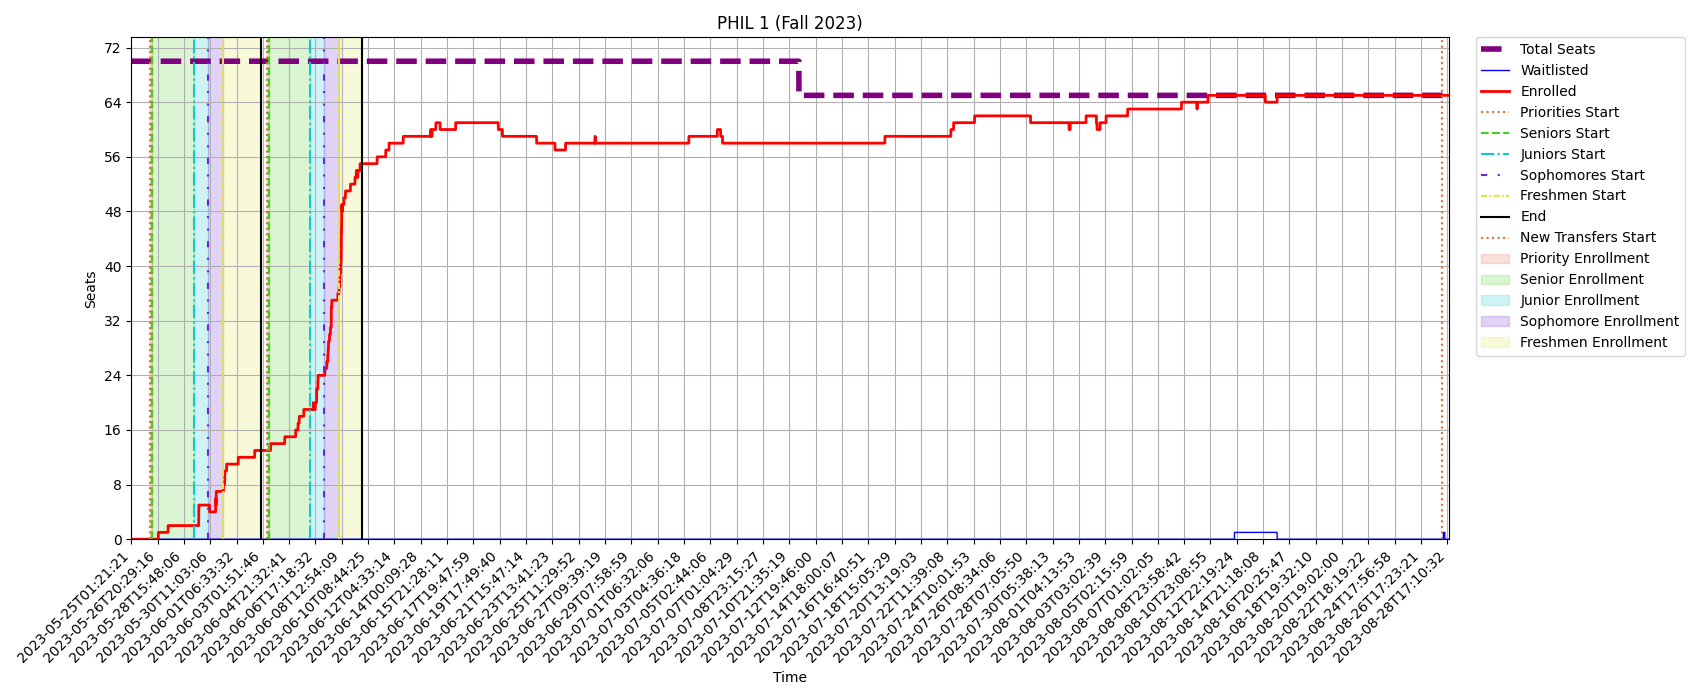 PHIL 1 (Fall 2023)
72
64
56
48
40
32
24
16
8
0
Seats
2023-05-25T01:21:21
2023-05-26T20:29:16
2023-05-28T15:48:06
2023-05-30T11:03:06
2023-06-01T06:33:32
2023-06-03T01:51:46
2023-06-04T21:32:41
2023-06-06T17:18:32
2023-06-08T12:54:09
2023-06-10T08:44:25
2023-06-12T04:33:14
2023-06-14T00:09:28
2023-06-15T21:28:11
2023-06-17T19:47:59
2023-06-19T17:49:40
2023-06-21T15:47:14
2023-06-23T13:41:23
2023-06-25T11:29:52
2023-06-27T09:39:19
2023-06-29T07:58:59
2023-07-01T06:32:06
2023-07-03T04:36:18
2023-07-05T02:44:06
2023-07-07T01:04:29
2023-07-08T23:15:27
2023-07-10T21:35:19
2023-07-12T19:46:00
2023-07-14T18:00:07
2023-07-16T16:40:51
2023-07-18T15:05:29
2023-07-20T13:19:03
2023-07-22T11:39:08
2023-07-24T10:01:53
2023-07-26T08:34:06
2023-07-28T07:05:50
2023-07-30T05:38:13
2023-08-01T04:13:53
2023-08-03T03:02:39
2023-08-05T02:15:59
2023-08-07T01:02:05
2023-08-08T23:58:42
2023-08-10T23:08:55
2023-08-12T22:19:24
2023-08-14T21:18:08
2023-08-16T20:25:47
2023-08-18T19:32:10
2023-08-20T19:02:00
2023-08-22T18:19:22
2023-08-24T17:56:58
2023-08-26T17:23:21
2023-08-28T17:10:32
Time
Total Seats
Waitlisted
Enrolled
Priorities Start
Seniors Start
Juniors Start
Sophomores Start
Freshmen Start
End
New Transfers Start
Priority Enrollment
Senior Enrollment
Junior Enrollment
Sophomore Enrollment
Freshmen Enrollment